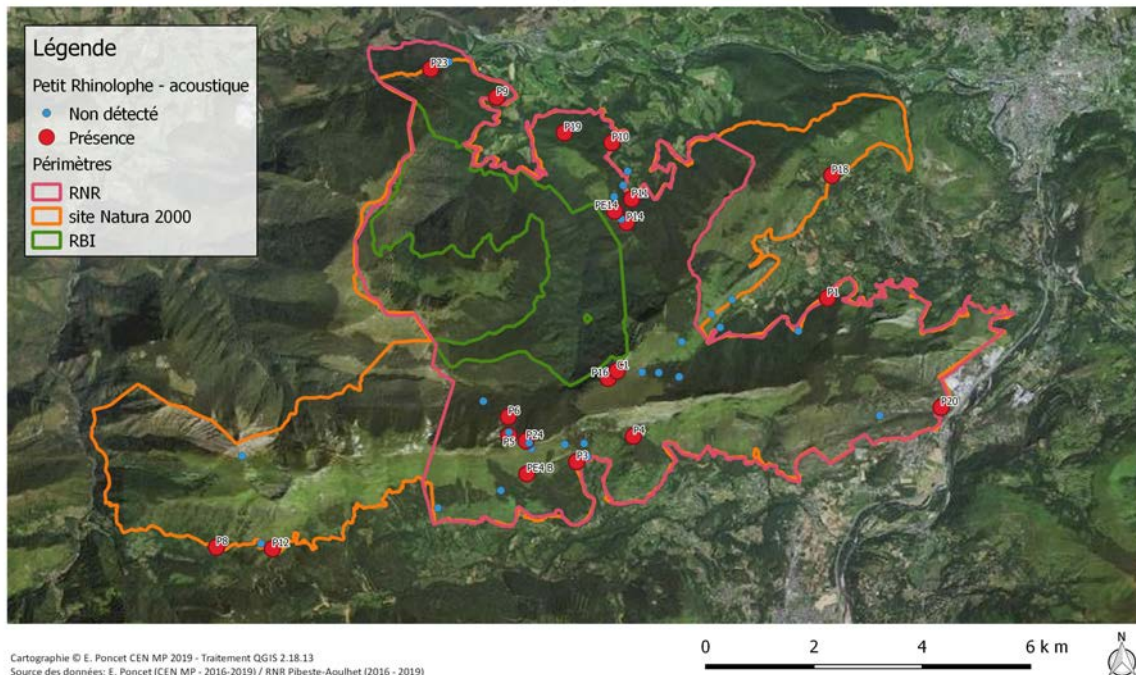 Légende
Petit Rhinolophe - acoustique
Non détecté
Présence
Périmètres
RNR
site Natura 2000
RBI
P23
P9
P19
P10
P18
P11
PE14
P14
P1
C1
P16
P20
P6
P5
P24
P4
P3
PE4 B
P8
P12
Cartographie © E. Poncet CEN MP 2019 - Traitement QGIS 2.18.13
Source des données: E. Poncet (CEN MP - 2016-2019) / RNR Pibeste-Aoulhet (2016 - 2019)
0 2 4 6 km
N